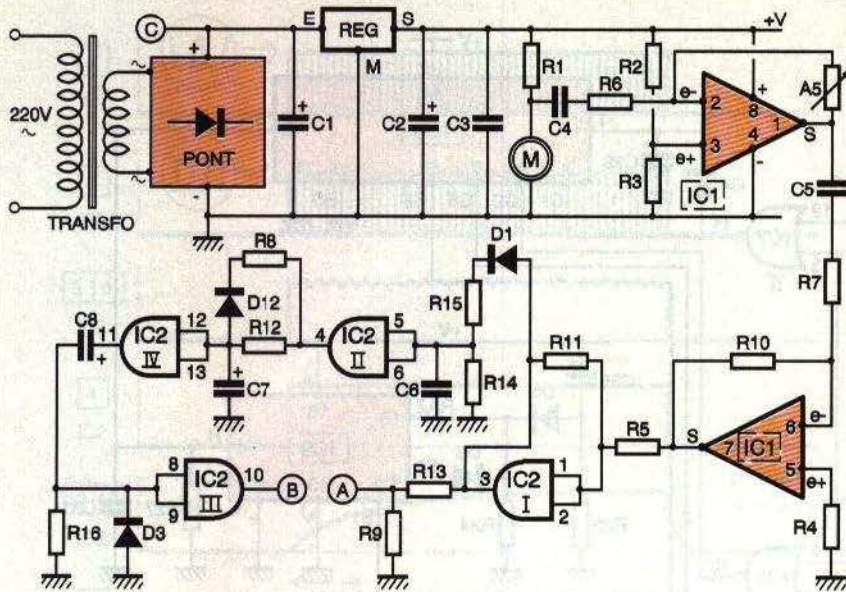 C
E
REG
S
+V
M
+
~
220V
~
PONT
~
-
TRANSFO
+
C1
+
C2
C3
R1
C4
R6
M
R2
R3
e-
2
3
e+
+
8
4
-
1
S
IC1
A5
C5
R7
D1
R8
D12
R12
C8
11
+
IC2
IV
12
13
+
C7
4
IC2
II
5
6
C6
R15
R14
R11
R5
R10
S
7
IC1
6
e-
5
e+
R4
R16
D3
8
9
IC2
III
10
B
A
R9
R13
3
IC2
I
1
2